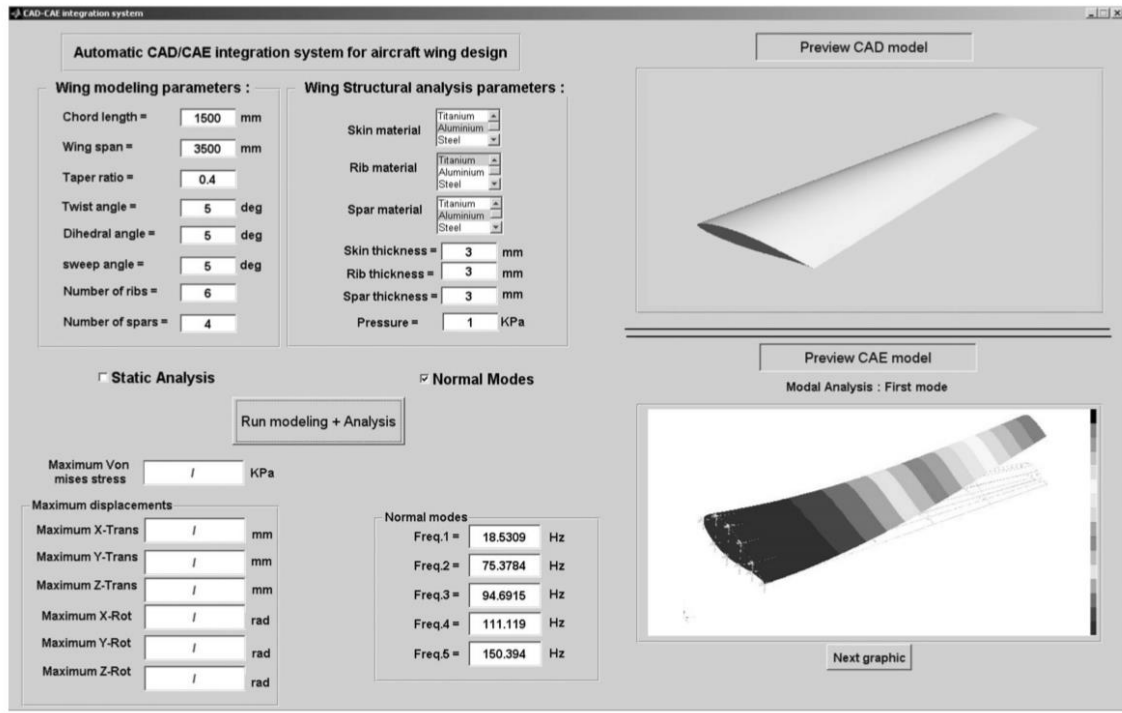 CAD-CAE integration system
Automatic CAD/CAE integration system for aircraft wing design
Wing modeling parameters :
Chord length = 1500 mm
Wing span = 3500 mm
Taper ratio = 0.4
Twist angle = 5 deg
Dihedral angle = 5 deg
sweep angle = 5 deg
Number of ribs = 6
Number of spars = 4
Wing Structural analysis parameters :
Skin material
Titanium
Aluminium
Steel
Rib material
Titanium
Aluminium
Steel
Spar material
Titanium
Aluminium
Steel
Skin thickness = 3 mm
Rib thickness = 3 mm
Spar thickness = 3 mm
Pressure = 1 KPa
Static Analysis
Normal Modes
Run modeling + Analysis
Maximum Von
mises stress / KPa
Maximum displacements
Maximum X-Trans / mm
Maximum Y-Trans / mm
Maximum Z-Trans / mm
Maximum X-Rot / rad
Maximum Y-Rot / rad
Maximum Z-Rot / rad
Normal modes
Freq.1 = 18.5309 Hz
Freq.2 = 75.3784 Hz
Freq.3 = 94.6915 Hz
Freq.4 = 111.119 Hz
Freq.5 = 150.394 Hz
Preview CAD model
Preview CAE model
Modal Analysis : First mode
Next graphic